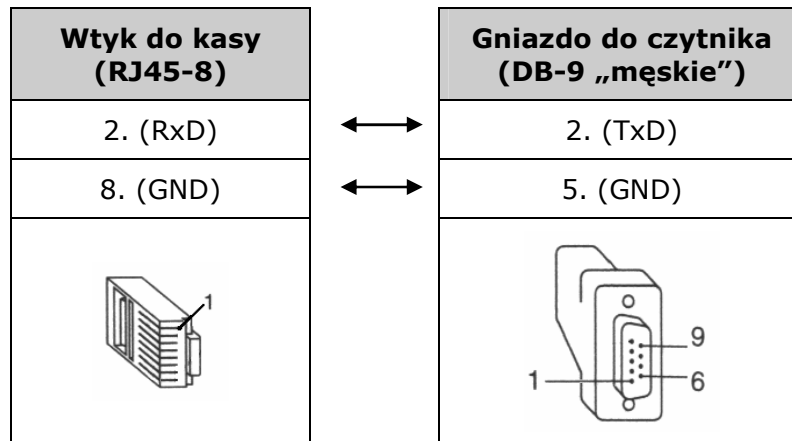 Wtyk do kasy
(RJ45-8)
Gniazdo do czytnika
(DB-9 „męskie”)
2. (RxD)
2. (TxD)
8. (GND)
5. (GND)
1
9
1
6